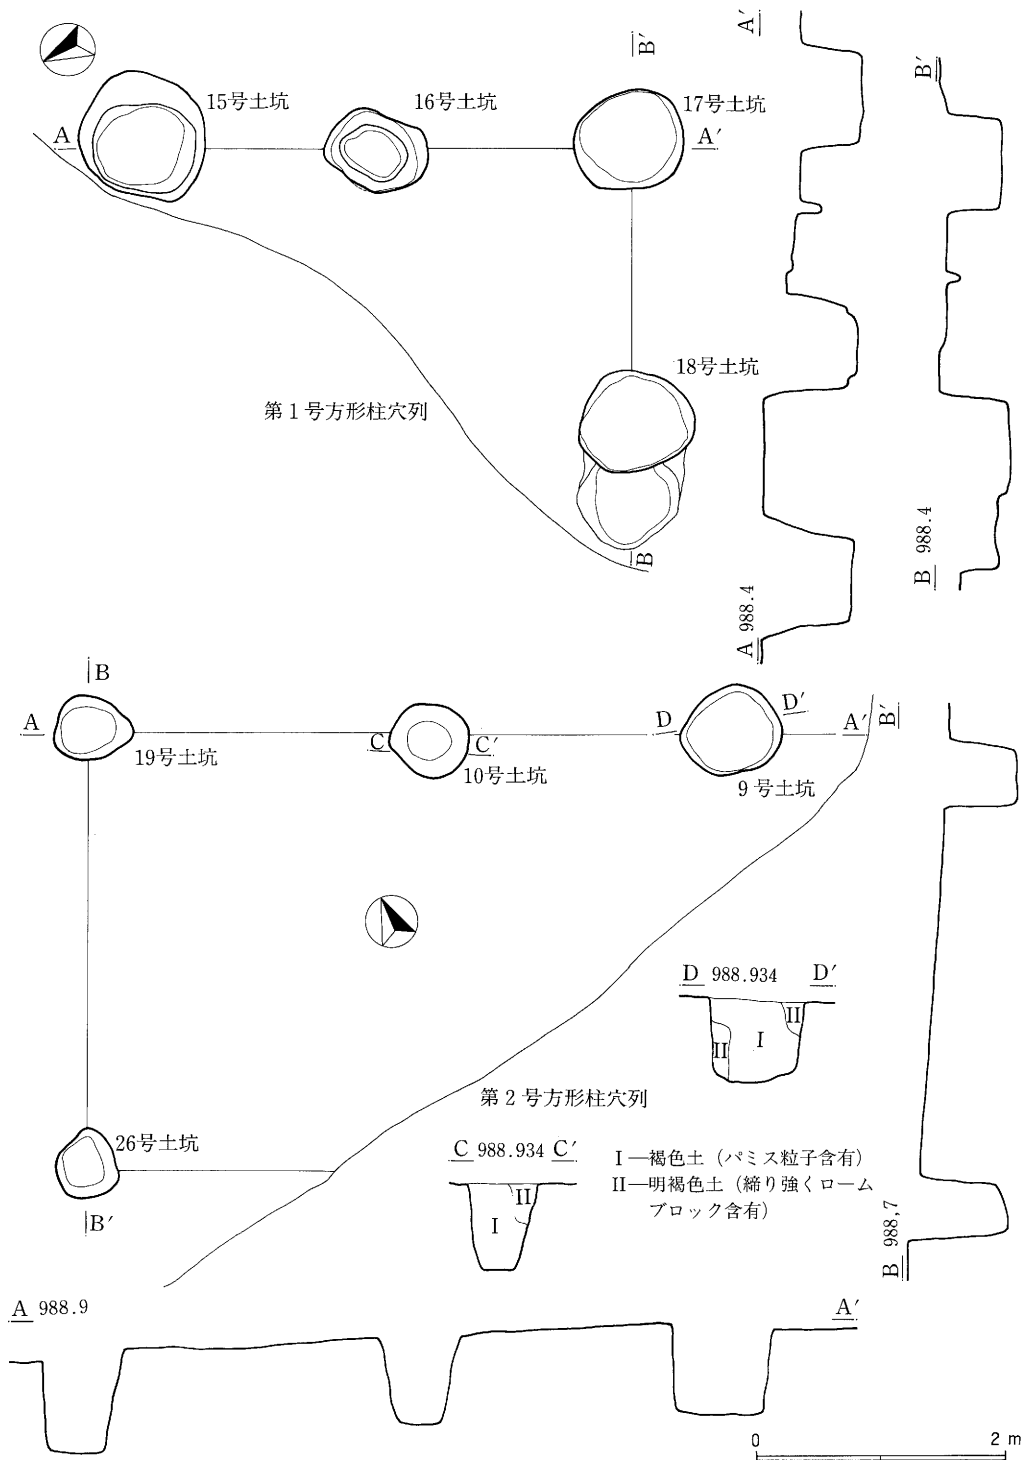 A
15号土坑
16号土坑
B′
17号土坑
A′
18号土坑
B
第1号方形柱穴列
A′
A 988.4
B′
B 988.4
B
A
19号土坑
C
C′
10号土坑
D
D′
A′
9号土坑
B′
B 988,7
26号土坑
B′
D 988.934 D′
II
I
II
第2号方形柱穴列
C 988.934 C′
II
I
I―褐色土（パミス粒子含有）
II―明褐色土（締り強くローム
ブロック含有）
A 988.9
A′
0 2 m